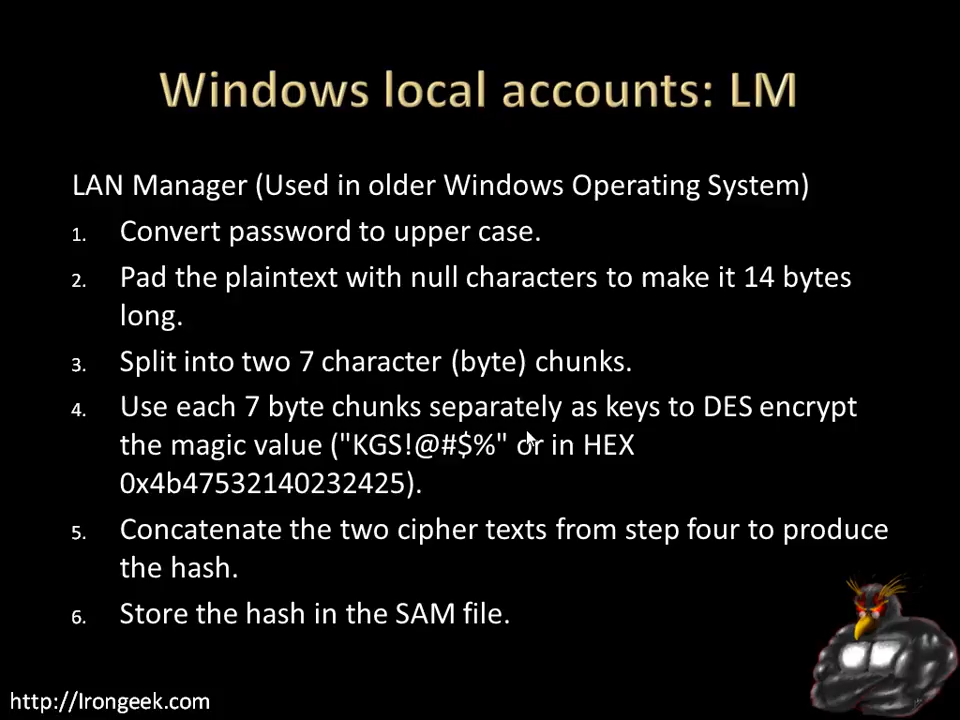 Windows local accounts: LM
LAN Manager (Used in older Windows Operating System)
1. Convert password to upper case.
2. Pad the plaintext with null characters to make it 14 bytes
long.
3. Split into two 7 character (byte) chunks.
4. Use each 7 byte chunks separately as keys to DES encrypt
the magic value ("KGS!@#$%" or in HEX
0x4b47532140232425).
5. Concatenate the two cipher texts from step four to produce
the hash.
6. Store the hash in the SAM file.
http://Irongeek.com